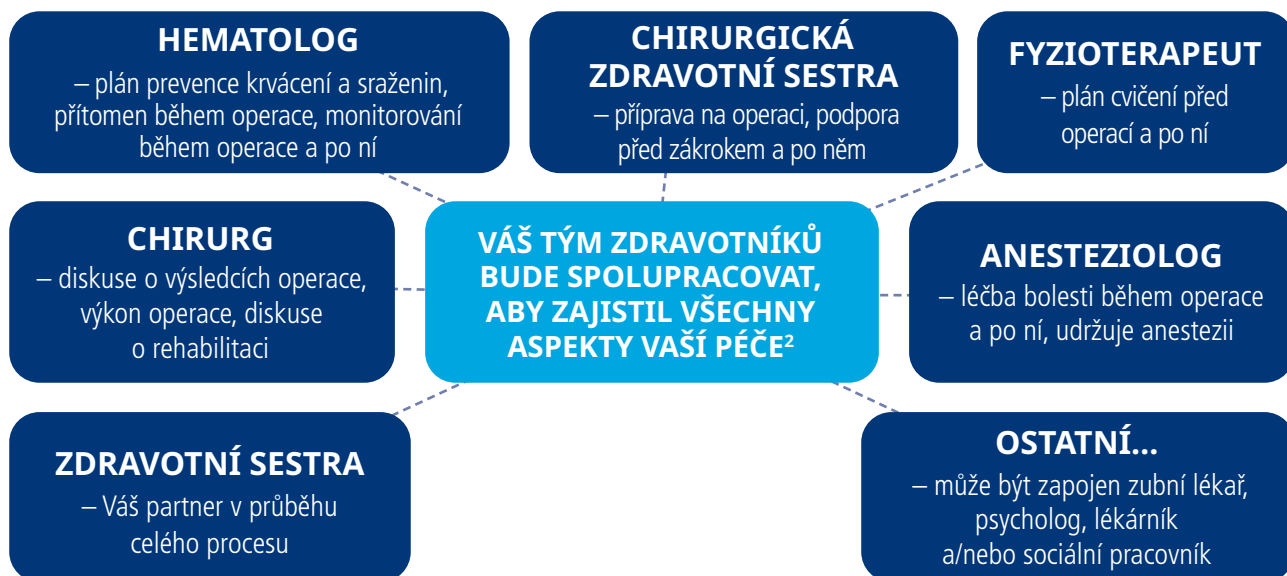 HEMATOLOG
– plán prevence krvácení a sraženin,
přítomen během operace, monitorování
během operace a po ní
CHIRURGICKÁ
ZDRAVOTNÍ SESTRA
– příprava na operaci, podpora
před zákrokem a po něm
FYZIOTERAPEUT
– plán cvičení před
operací a po ní
CHIRURG
– diskuse o výsledcích operace,
výkon operace, diskuse
o rehabilitaci
VÁŠ TÝM ZDRAVOTNÍKŮ
BUDE SPOLUPRACOVAT,
ABY ZAJISTIL VŠECHNY
ASPEKTY VAŠÍ PÉČE²
ANESTEZIOLOG
– léčba bolesti během operace
a po ní, udržuje anestezii
ZDRAVOTNÍ SESTRA
– Váš partner v průběhu
celého procesu
OSTATNÍ...
– může být zapojen zubní lékař,
psycholog, lékárník
a/nebo sociální pracovník